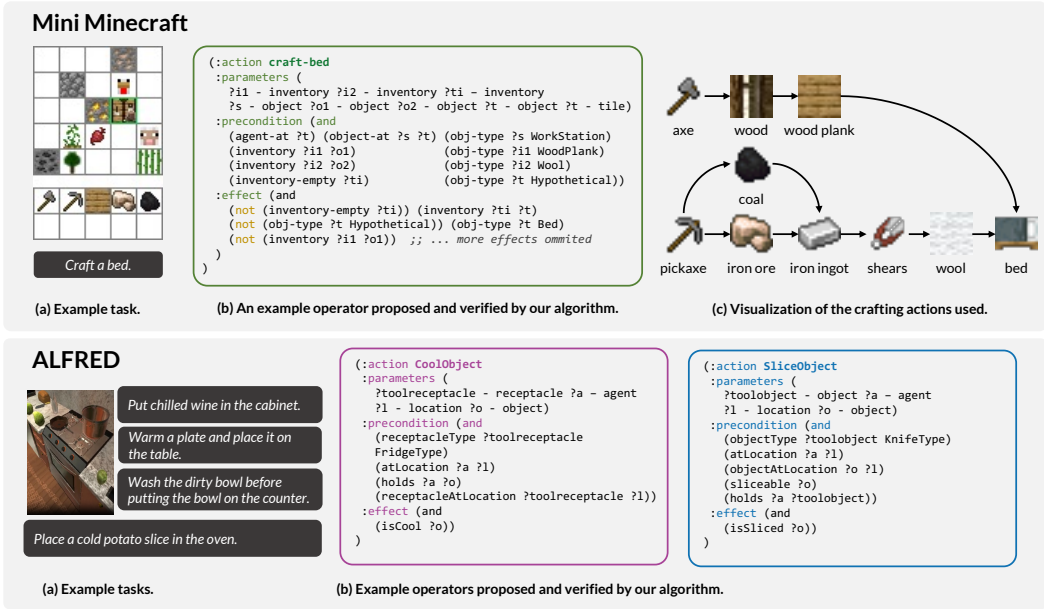 Mini Minecraft
Craft a bed.
(a) Example task.
(:action craft-bed
:parameters (
?i1 - inventory ?i2 - inventory ?ti – inventory
?s - object ?o1 - object ?o2 - object ?t - object ?t - tile)
:precondition (and
(agent-at ?t) (object-at ?s ?t) (obj-type ?s WorkStation)
(inventory ?i1 ?o1) (obj-type ?i1 WoodPlank)
(inventory ?i2 ?o2) (obj-type ?i2 Wool)
(inventory-empty ?ti) (obj-type ?t Hypothetical))
:effect (and
(not (inventory-empty ?ti)) (inventory ?ti ?t)
(not (obj-type ?t Hypothetical)) (obj-type ?t Bed)
(not (inventory ?i1 ?o1)) ;; ... more effects ommited
)
)
(b) An example operator proposed and verified by our algorithm.
axe
wood
wood plank
coal
pickaxe
iron ore
iron ingot
shears
wool
bed
(c) Visualization of the crafting actions used.
ALFRED
Put chilled wine in the cabinet.
Warm a plate and place it on
the table.
Wash the dirty bowl before
putting the bowl on the counter.
Place a cold potato slice in the oven.
(a) Example tasks.
(:action CoolObject
:parameters (
?toolreceptacle - receptacle ?a – agent
?l - location ?o - object)
:precondition (and
(receptacleType ?toolreceptacle
FridgeType)
(atLocation ?a ?l)
(holds ?a ?o)
(receptacleAtLocation ?toolreceptacle ?l))
:effect (and
(isCool ?o))
)
(:action SliceObject
:parameters (
?toolobject - object ?a – agent
?l - location ?o - object)
:precondition (and
(objectType ?toolobject KnifeType)
(atLocation ?a ?l)
(objectAtLocation ?o ?l)
(sliceable ?o)
(holds ?a ?toolobject))
:effect (and
(isSliced ?o))
)
(b) Example operators proposed and verified by our algorithm.